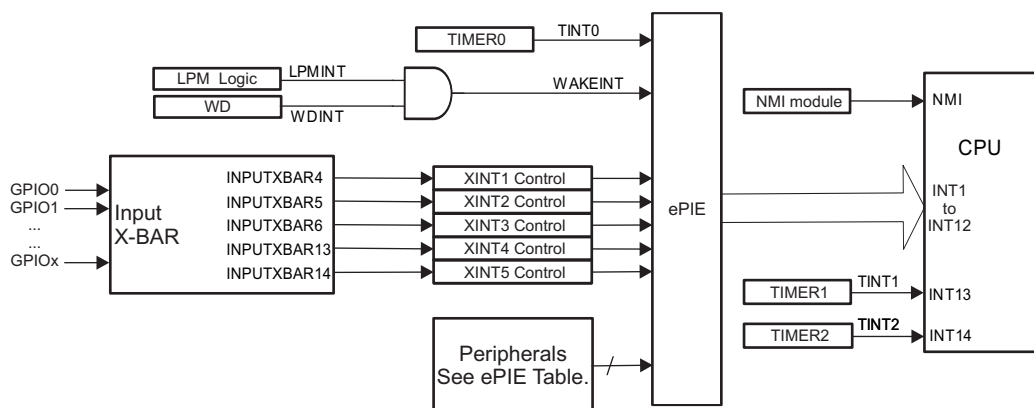 TIMER0
TINT0
LPM Logic
LPMINT
WD
WDINT
WAKEINT
NMI module
NMI
CPU
GPIO0
GPIO1
...
...
GPIOx
Input
X-BAR
INPUTXBAR4
INPUTXBAR5
INPUTXBAR6
INPUTXBAR13
INPUTXBAR14
XINT1 Control
XINT2 Control
XINT3 Control
XINT4 Control
XINT5 Control
ePIE
INT1
to
INT12
TIMER1
TINT1
INT13
TIMER2
TINT2
INT14
Peripherals
See ePIE Table.